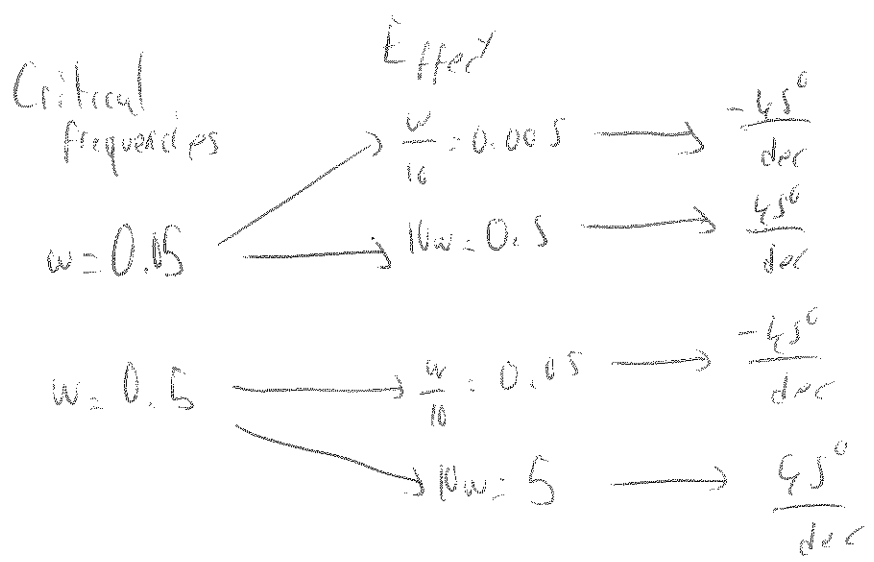 Effect
Critical
frequencies
w/10 = 0.005 → -45°/dec
w = 0.05
10w = 0.5 → 45°/dec
w = 0.5
w/10 = 0.05 → -45°/dec
10w = 5 → 45°/dec